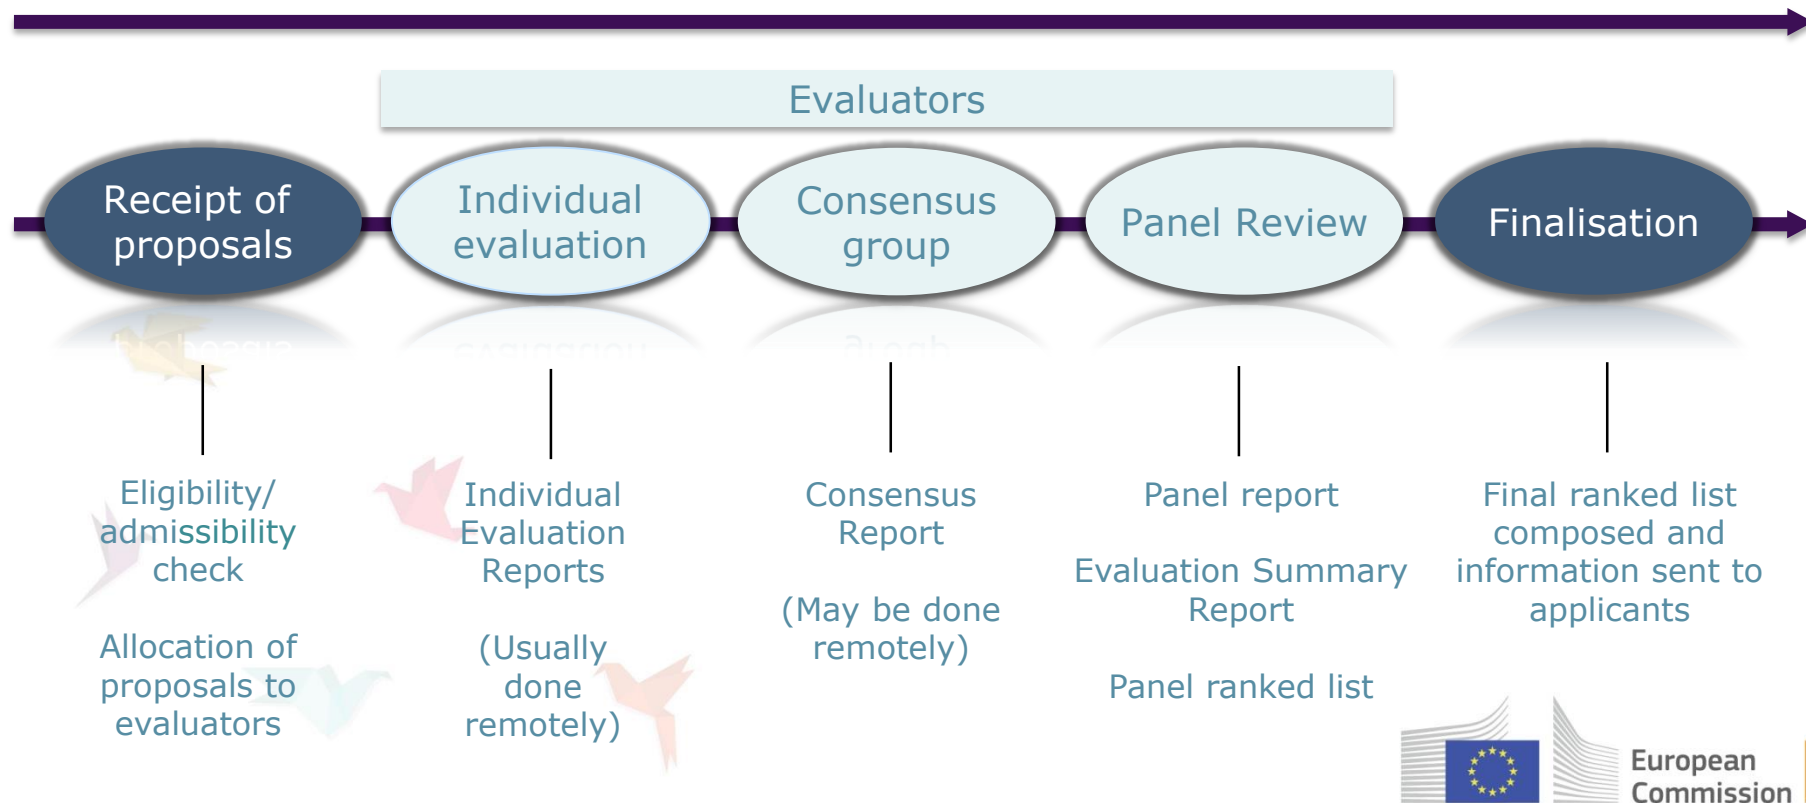 Evaluators
Receipt of
proposals
Individual
evaluation
Consensus
group
Panel Review
Finalisation
Eligibility/
admissibility
check
Allocation of
proposals to
evaluators
Individual
Evaluation
Reports
(Usually
done
remotely)
Consensus
Report
(May be done
remotely)
Panel report
Evaluation Summary
Report
Panel ranked list
Final ranked list
composed and
information sent to
applicants
European
Commission